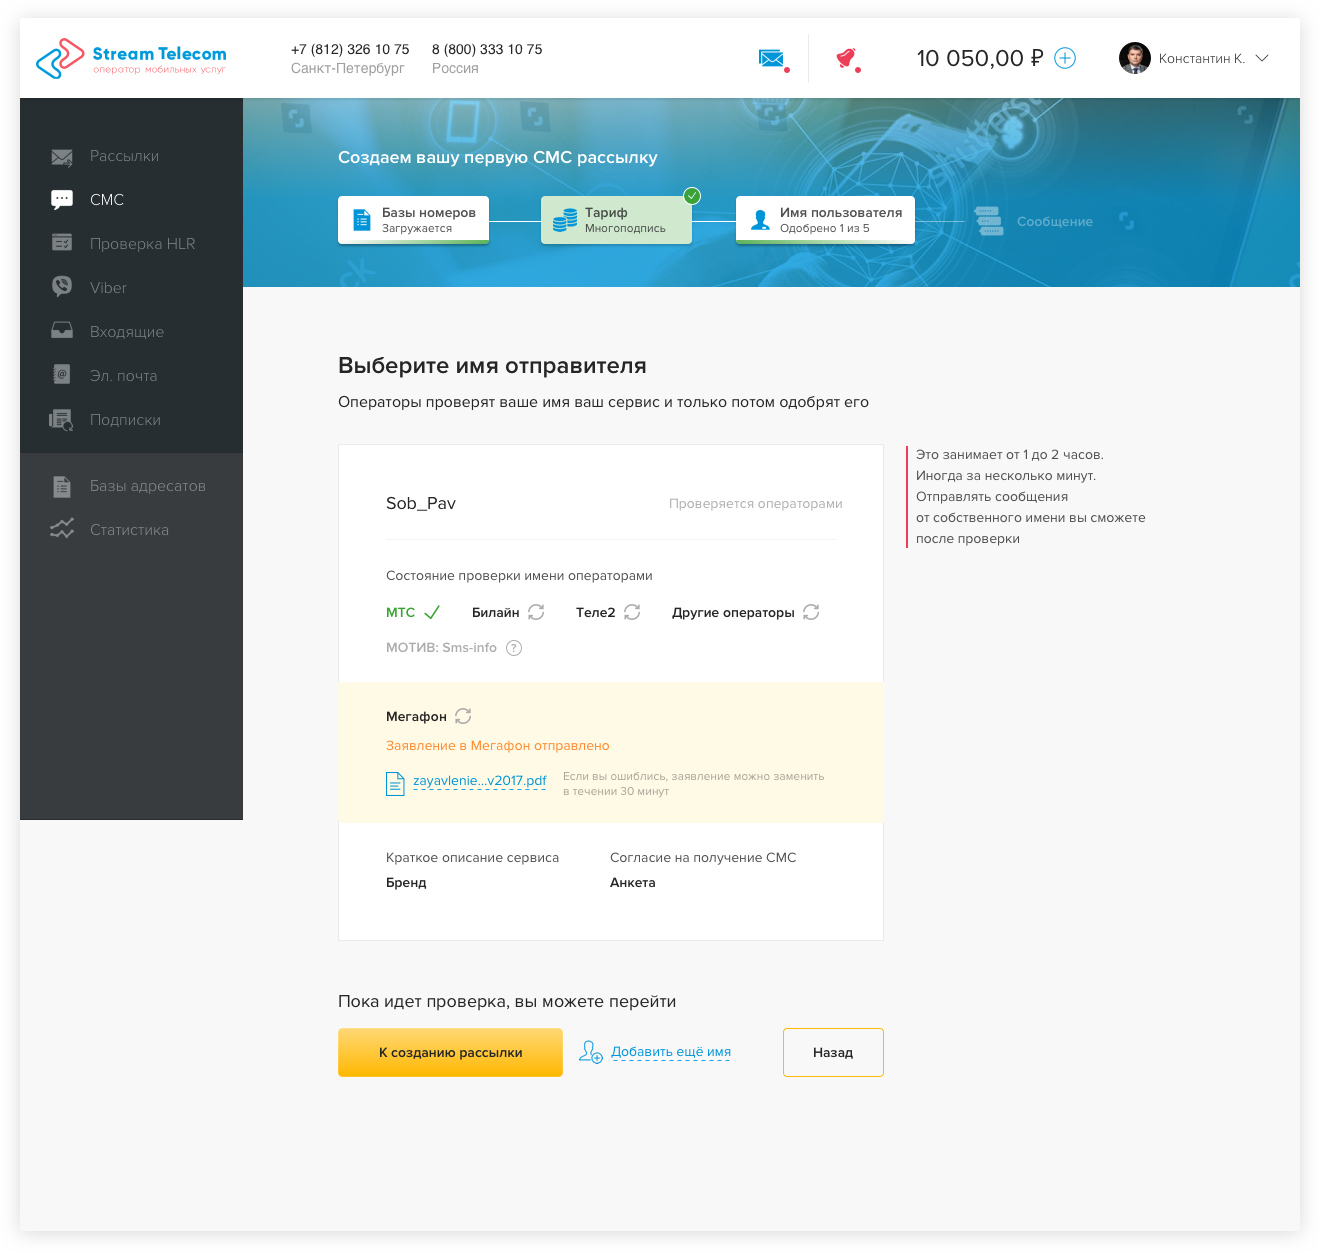 Stream Telecom
оператор мобильных услуг
+7 (812) 326 10 75
Санкт-Петербург
8 (800) 333 10 75
Россия
10 050,00 ₽
Константин К.
Рассылки
СМС
Проверка HLR
Viber
Входящие
Эл. почта
Подписки
Базы адресатов
Статистика
Создаем вашу первую СМС рассылку
Базы номеров
Загружается
Тариф
Многоподпись
Имя пользователя
Одобрено 1 из 5
Сообщение
Выберите имя отправителя
Операторы проверят ваше имя ваш сервис и только потом одобрят его
Sob_Pav
Проверяется операторами
Состояние проверки имени операторами
МТС
Билайн
Теле2
Другие операторы
МОТИВ: Sms-info
?
Мегафон
Заявление в Мегафон отправлено
zayavlenie...v2017.pdf
Если вы ошиблись, заявление можно заменить
в течении 30 минут
Краткое описание сервиса
Бренд
Согласие на получение СМС
Анкета
Это занимает от 1 до 2 часов.
Иногда за несколько минут.
Отправлять сообщения
от собственного имени вы сможете
после проверки
Пока идет проверка, вы можете перейти
К созданию рассылки
Добавить ещё имя
Назад